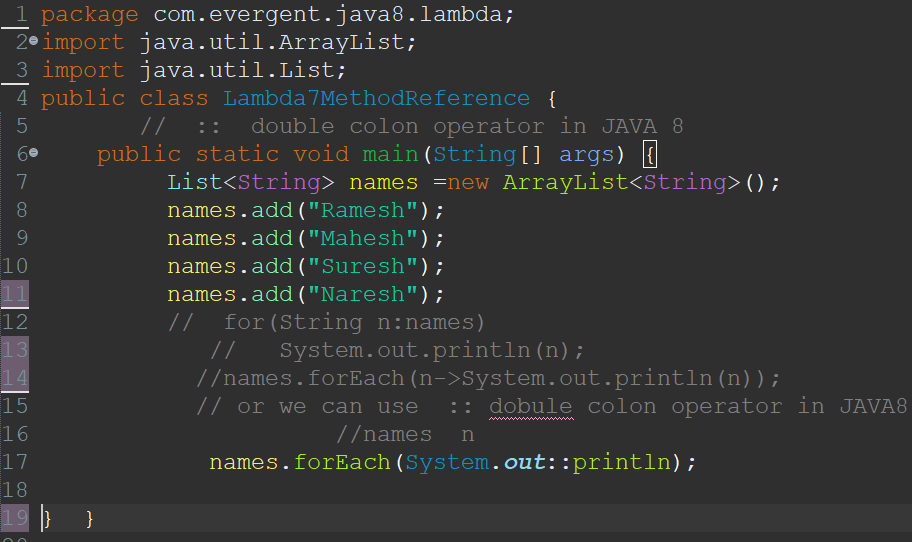 1 package com.evergent.java8.lambda;
2 import java.util.ArrayList;
3 import java.util.List;
4 public class Lambda7MethodReference {
5 // :: double colon operator in JAVA 8
6 public static void main(String[] args) {
7 List<String> names =new ArrayList<String>();
8 names.add("Ramesh");
9 names.add("Mahesh");
10 names.add("Suresh");
11 names.add("Naresh");
12 // for(String n:names)
13 // System.out.println(n);
14 //names.forEach(n->System.out.println(n));
15 // or we can use :: dobule colon operator in JAVA8
16 //names n
17 names.forEach(System.out::println);
18
19 } }
20